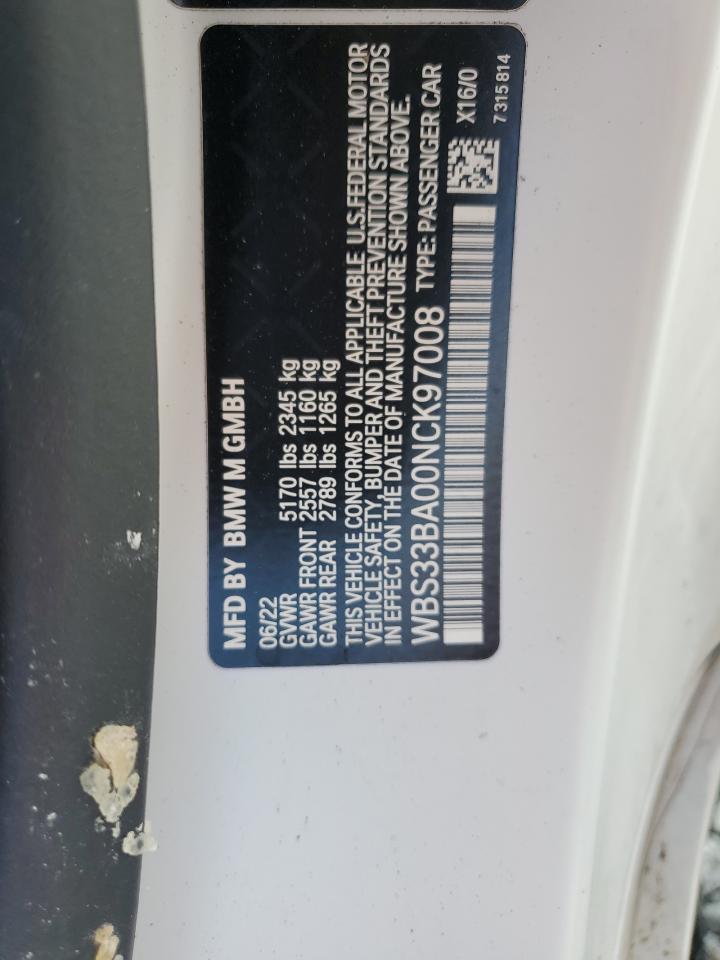 MFD BY BMW M GMBH
06/22
GVWR 5170 lbs 2345 kg
GAWR FRONT 2557 lbs 1160 kg
GAWR REAR 2789 lbs 1265 kg
THIS VEHICLE CONFORMS TO ALL APPLICABLE U.S.FEDERAL MOTOR
VEHICLE SAFETY, BUMPER AND THEFT PREVENTION STANDARDS
IN EFFECT ON THE DATE OF MANUFACTURE SHOWN ABOVE.
WBS33BA00NCK97008 TYPE: PASSENGER CAR
X16/0
7 315 814